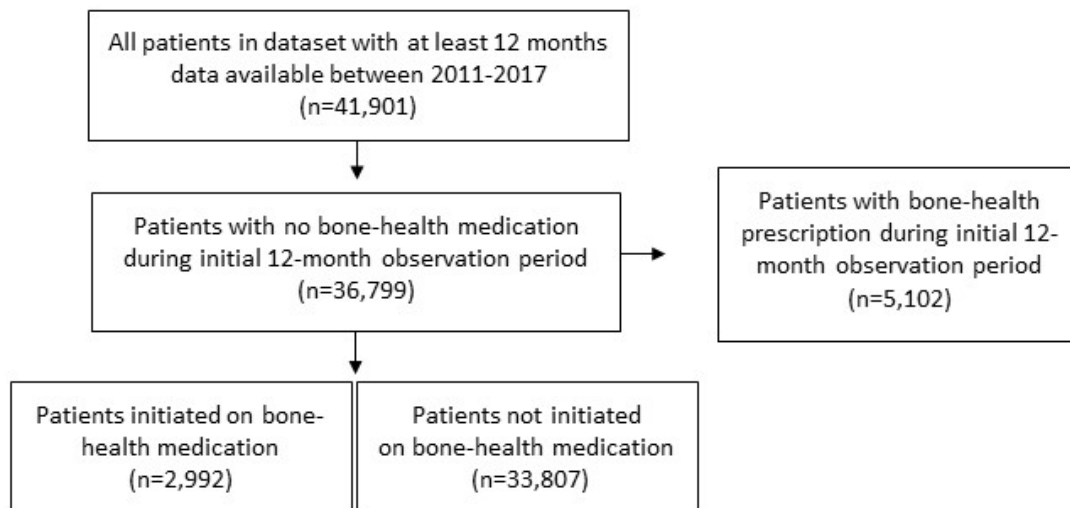 All patients in dataset with at least 12 months
data available between 2011-2017
(n=41,901)
Patients with no bone-health medication
during initial 12-month observation period
(n=36,799)
Patients with bone-health
prescription during initial 12-
month observation period
(n=5,102)
Patients initiated on bone-
health medication
(n=2,992)
Patients not initiated
on bone-health medication
(n=33,807)